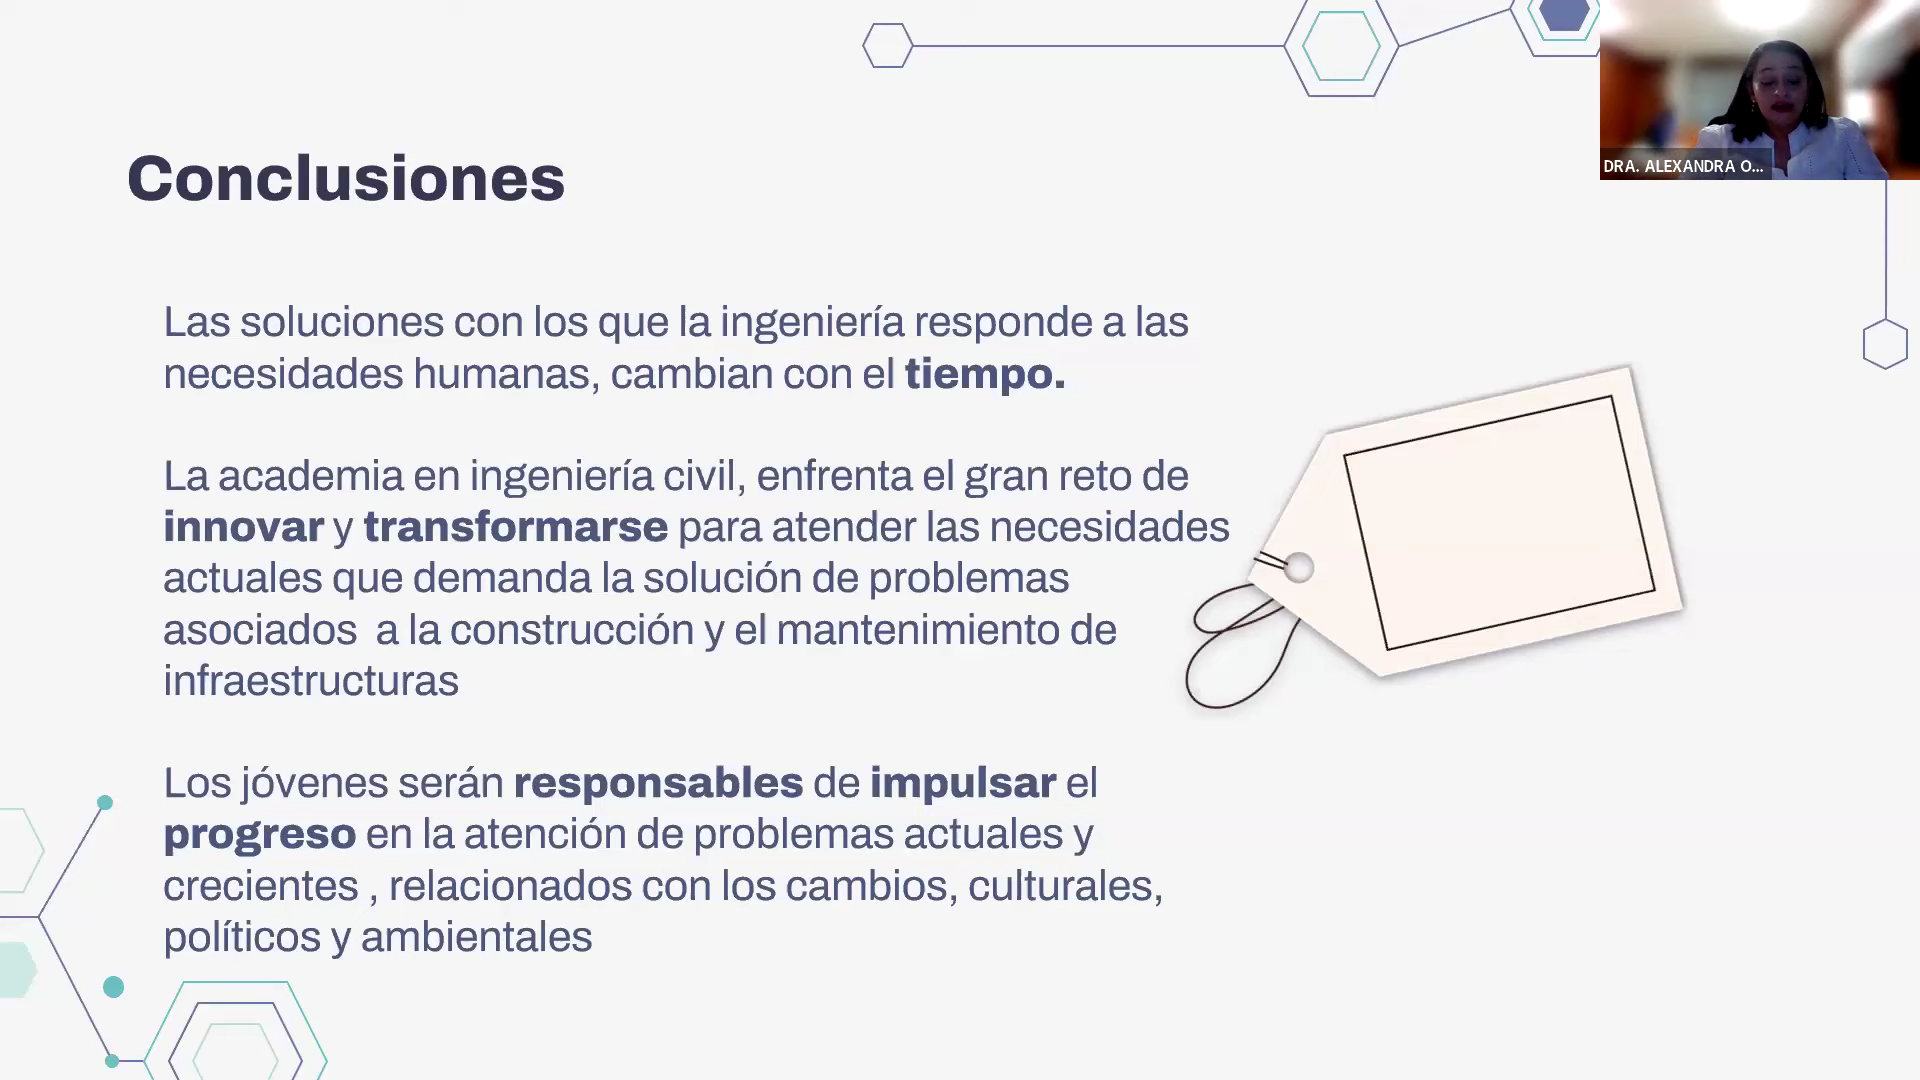 DRA. ALEXANDRA O...
Conclusiones
Las soluciones con los que la ingeniería responde a las
necesidades humanas, cambian con el tiempo.
La academia en ingeniería civil, enfrenta el gran reto de
innovar y transformarse para atender las necesidades
actuales que demanda la solución de problemas
asociados  a la construcción y el mantenimiento de
infraestructuras
Los jóvenes serán responsables de impulsar el
progreso en la atención de problemas actuales y
crecientes , relacionados con los cambios, culturales,
políticos y ambientales